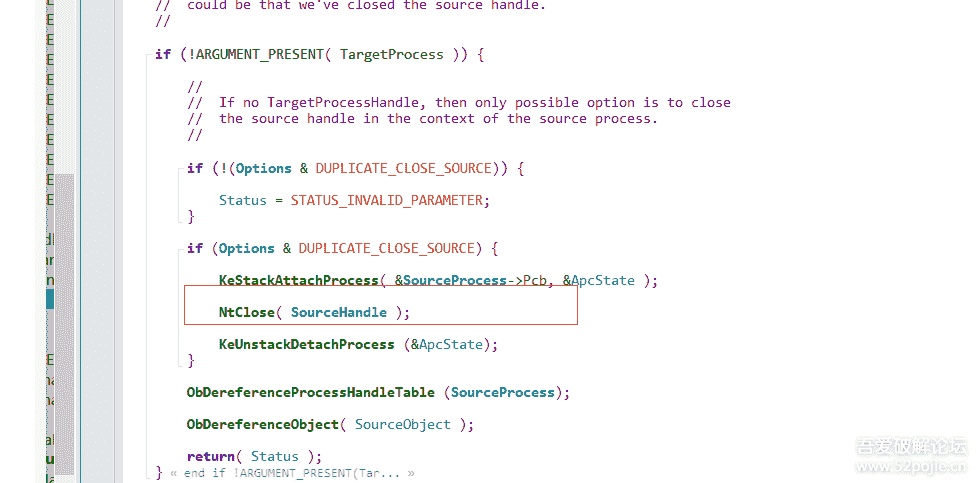 // could be that we've closed the source handle.
//
if (!ARGUMENT_PRESENT( TargetProcess )) {
//
// If no TargetProcessHandle, then only possible option is to close
// the source handle in the context of the source process.
//
if (!(Options & DUPLICATE_CLOSE_SOURCE)) {
Status = STATUS_INVALID_PARAMETER;
}
if (Options & DUPLICATE_CLOSE_SOURCE) {
KeStackAttachProcess( &SourceProcess->Pcb, &ApcState );
NtClose( SourceHandle );
KeUnstackDetachProcess (&ApcState);
}
ObDereferenceProcessHandleTable (SourceProcess);
ObDereferenceObject( SourceObject );
return( Status );
} « end if !ARGUMENT_PRESENT(Tar... »
吾爱破解论坛
www.52pojie.cn